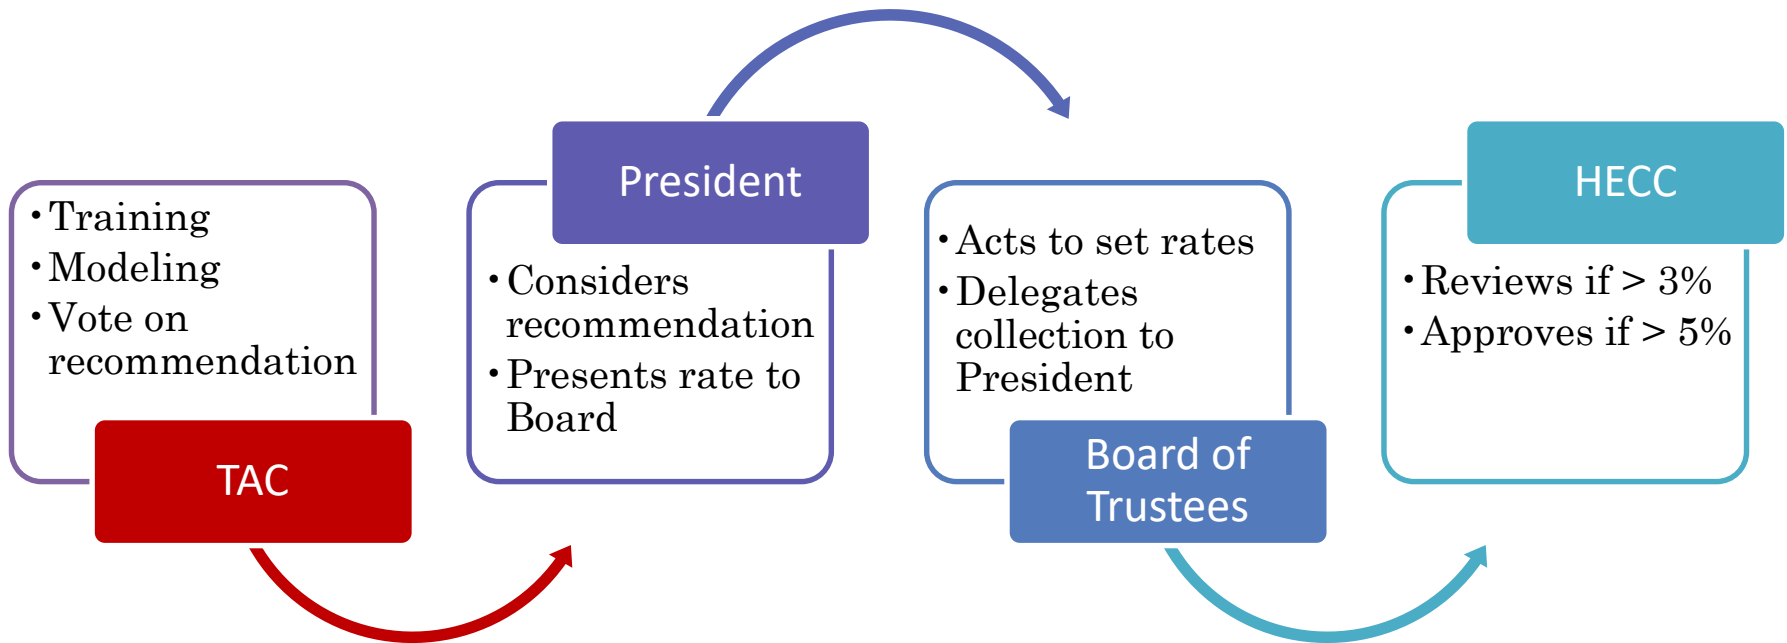 • Training
• Modeling
• Vote on
recommendation
TAC
President
• Considers
recommendation
• Presents rate to
Board
• Acts to set rates
• Delegates
collection to
President
Board of
Trustees
HECC
• Reviews if > 3%
• Approves if > 5%